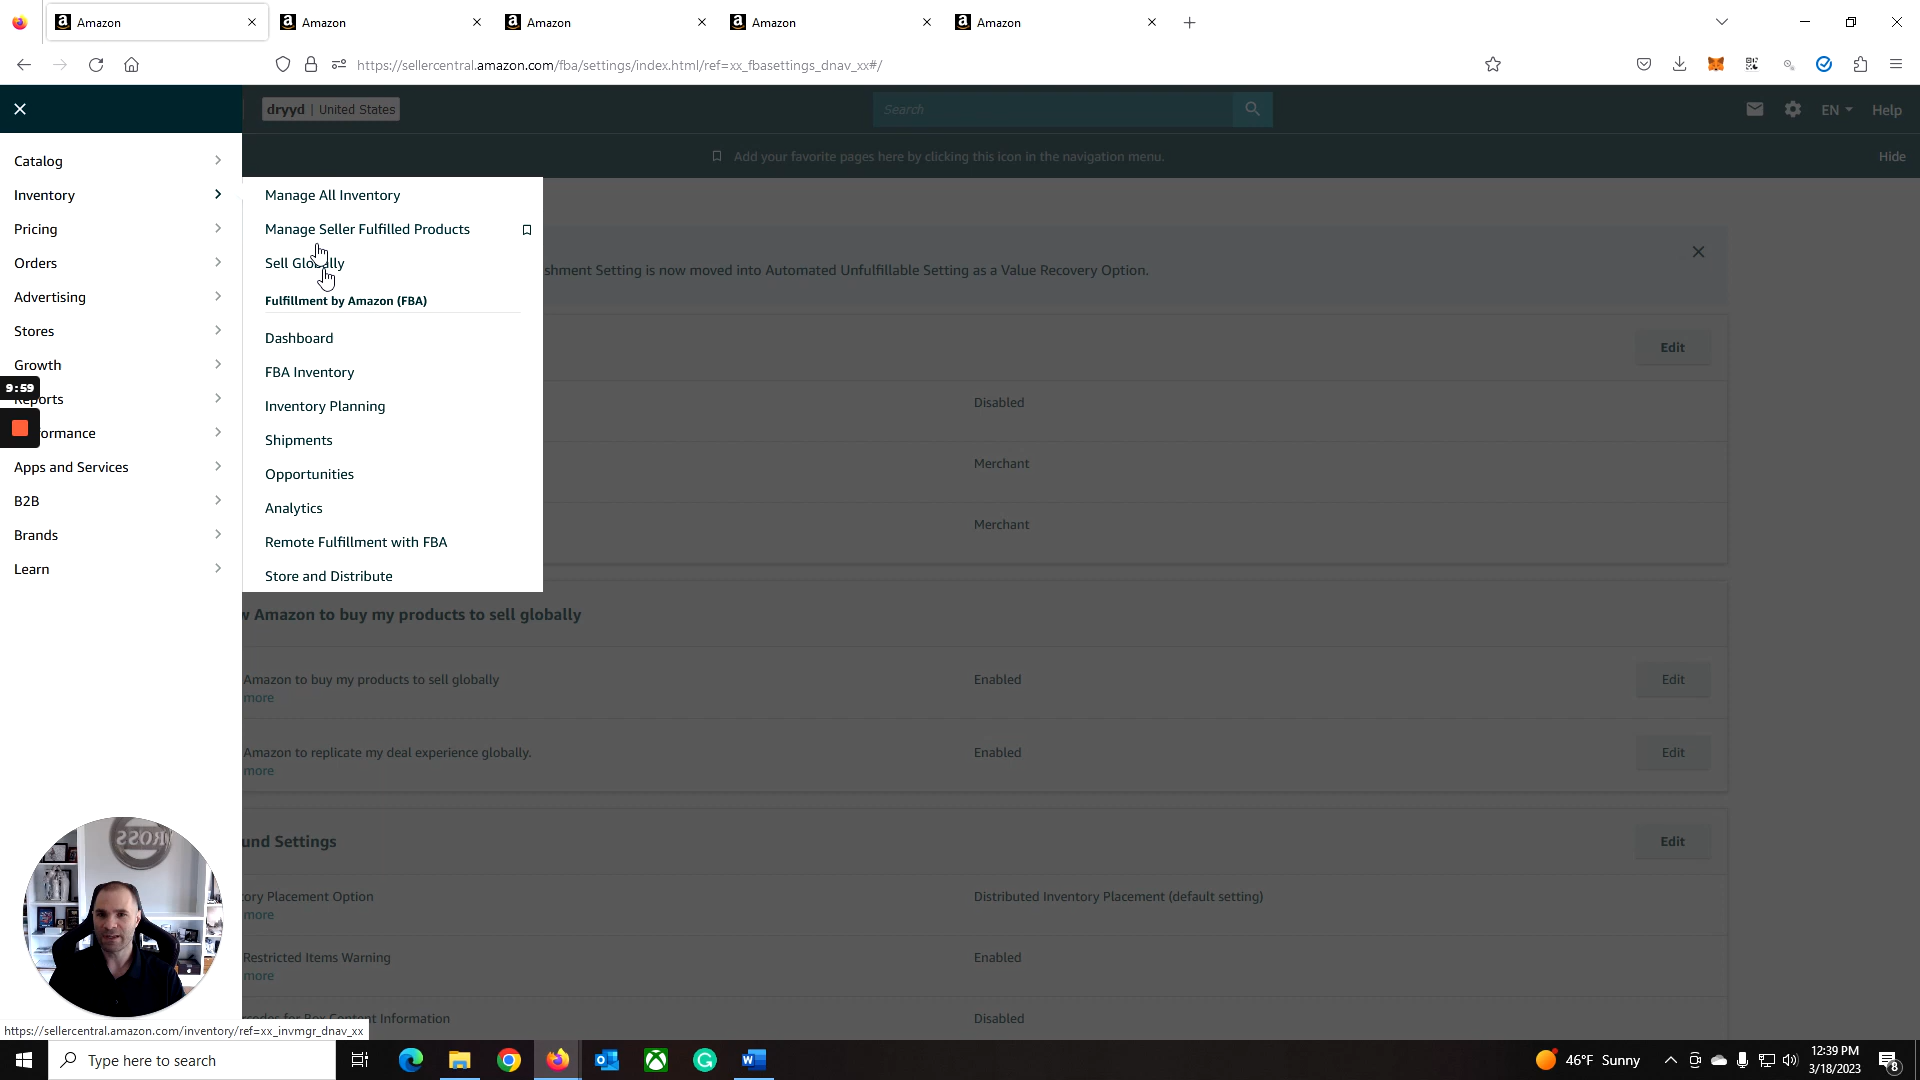 Amazon
Amazon
Amazon
Amazon
Amazon
https://sellercentral.amazon.com/fba/settings/index.html/ref=xx_fbasettings_dnav_xx#/
dryyd | United States
Search
EN
Help
Add your favorite pages here by clicking this icon in the navigation menu.
Hide
Catalog
Inventory
Pricing
Orders
Advertising
Stores
Growth
9:59
Reports
ormance
Apps and Services
B2B
Brands
Learn
Manage All Inventory
Manage Seller Fulfilled Products
Sell Globally
Fulfillment by Amazon (FBA)
Dashboard
FBA Inventory
Inventory Planning
Shipments
Opportunities
Analytics
Remote Fulfillment with FBA
Store and Distribute
shment Setting is now moved into Automated Unfulfillable Setting as a Value Recovery Option.
Edit
Disabled
Merchant
Merchant
w Amazon to buy my products to sell globally
Amazon to buy my products to sell globally
more
Enabled
Edit
Amazon to replicate my deal experience globally.
more
Enabled
Edit
und Settings
Edit
ory Placement Option
more
Distributed Inventory Placement (default setting)
Restricted Items Warning
more
Enabled
rcodes for Box Content Information
Disabled
https://sellercentral.amazon.com/inventory/ref=xx_invmgr_dnav_xx
Type here to search
46°F Sunny
12:39 PM
3/18/2023
8